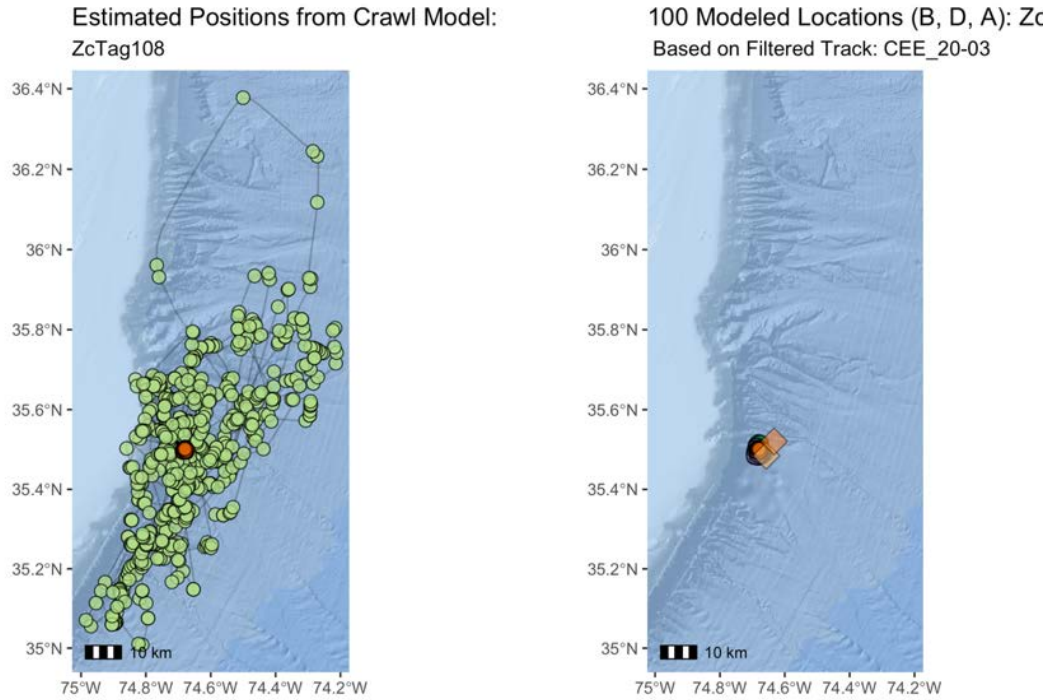 Estimated Positions from Crawl Model:
ZcTag108
36.4°N
36.2°N
36°N
35.8°N
35.6°N
35.4°N
35.2°N
35°N
10 km
75°W 74.8°W 74.6°W 74.4°W 74.2°W
100 Modeled Locations (B, D, A): Zc
Based on Filtered Track: CEE_20-03
36.4°N
36.2°N
36°N
35.8°N
35.6°N
35.4°N
35.2°N
35°N
10 km
75°W 74.8°W 74.6°W 74.4°W 74.2°W